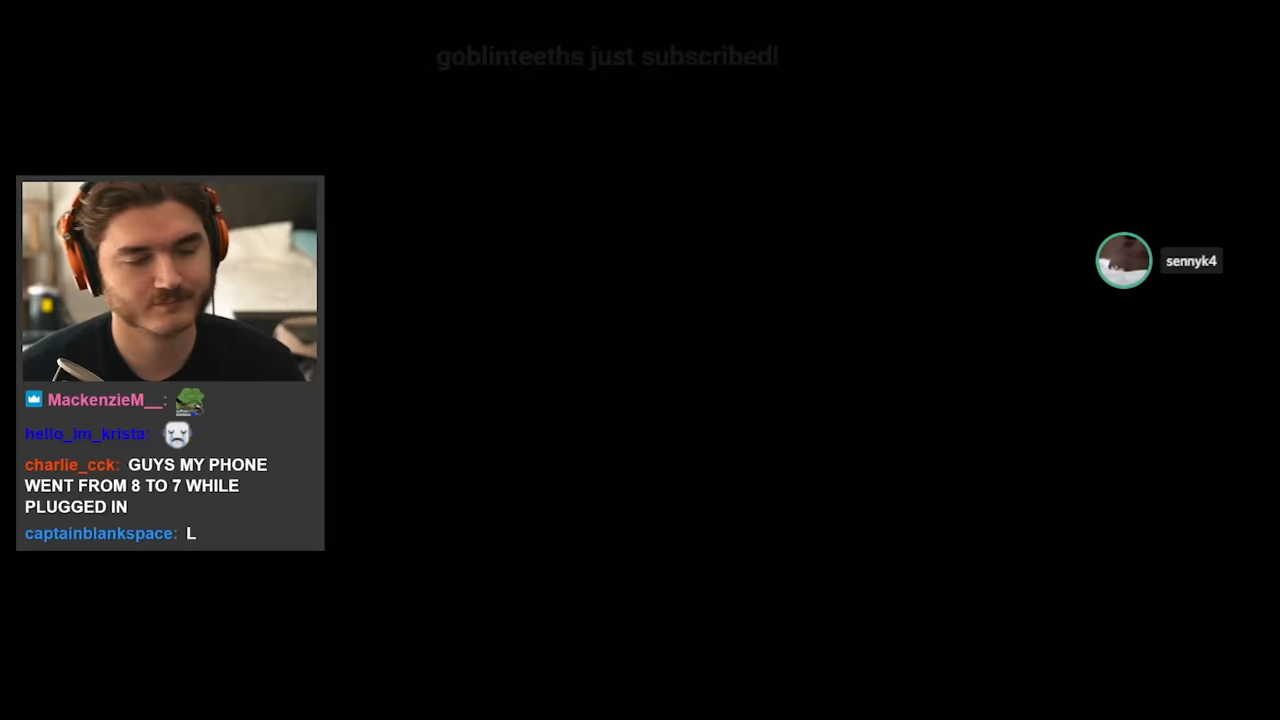 goblinteeths just subscribed!
sennyk4
MackenzieM__:
hello_im_krista:
charlie_cck: GUYS MY PHONE
WENT FROM 8 TO 7 WHILE
PLUGGED IN
captainblankspace: L